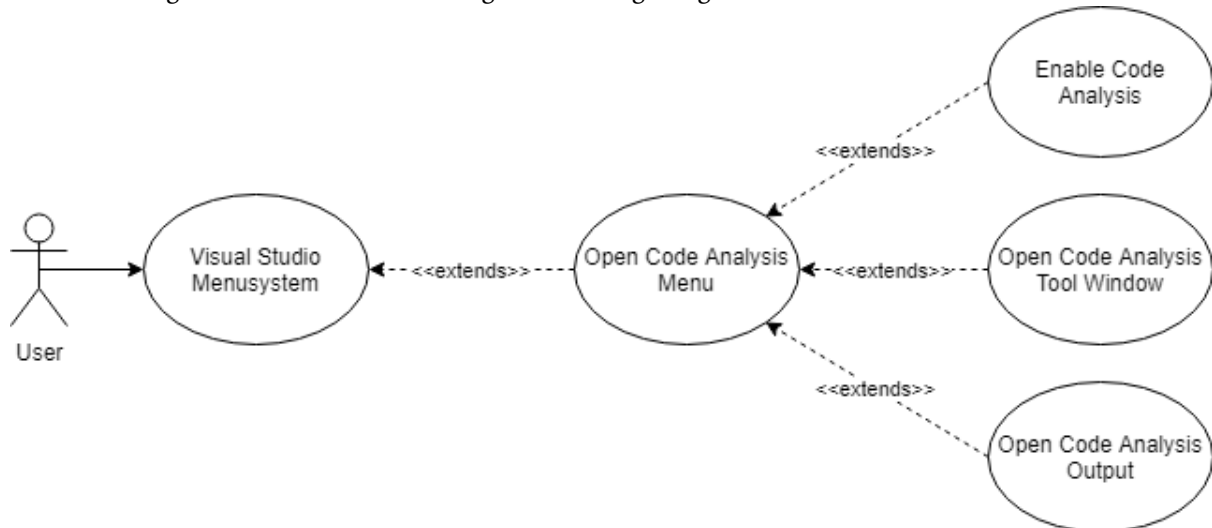 Enable Code
Analysis
<<extends>>
Visual Studio
Menusystem
<<extends>>
Open Code Analysis
Menu
<<extends>>
Open Code Analysis
Tool Window
User
<<extends>>
Open Code Analysis
Output